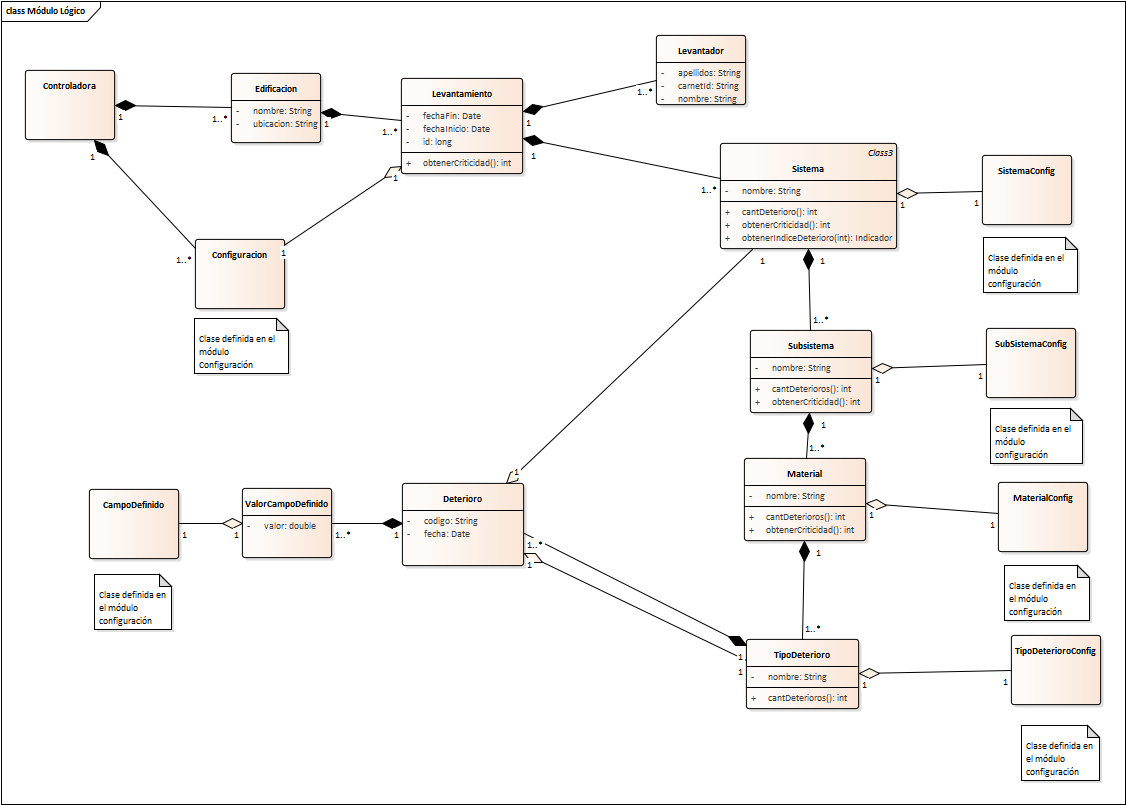 class Módulo Lógico
Controladora
1
1
Edificacion
- nombre: String
- ubicacion: String
1..*
1
Levantamiento
- fechaFin: Date
- fechaInicio: Date
- id: long
+ obtenerCriticidad(): int
1..*
1
1
1
Levantador
- apellidos: String
- carnetId: String
- nombre: String
1..*
Class3
Sistema
- nombre: String
+ cantDeterioro(): int
+ obtenerCriticidad(): int
+ obtenerIndiceDeterioro(int): Indicador
1..*
1
1
1
SistemaConfig
1
Clase definida en el
módulo
configuración
Configuracion
1..*
1
Clase definida en el
módulo
Configuración
Subsistema
- nombre: String
+ cantDeterioros(): int
+ obtenerCriticidad(): int
1..*
1
1
SubSistemaConfig
1
Clase definida en el
módulo
configuración
Material
- nombre: String
+ cantDeterioros(): int
+ obtenerCriticidad(): int
1..*
1
1
MaterialConfig
1
Clase definida en
el módulo
configuración
CampoDefinido
1
Clase definida en
el módulo
configuración
ValorCampoDefinido
- valor: double
1
1..*
Deterioro
- codigo: String
- fecha: Date
1
1
1..*
1
TipoDeterioro
- nombre: String
+ cantDeterioros(): int
1..*
1
1
1
TipoDeterioroConfig
1
Clase definida en
el módulo
configuración